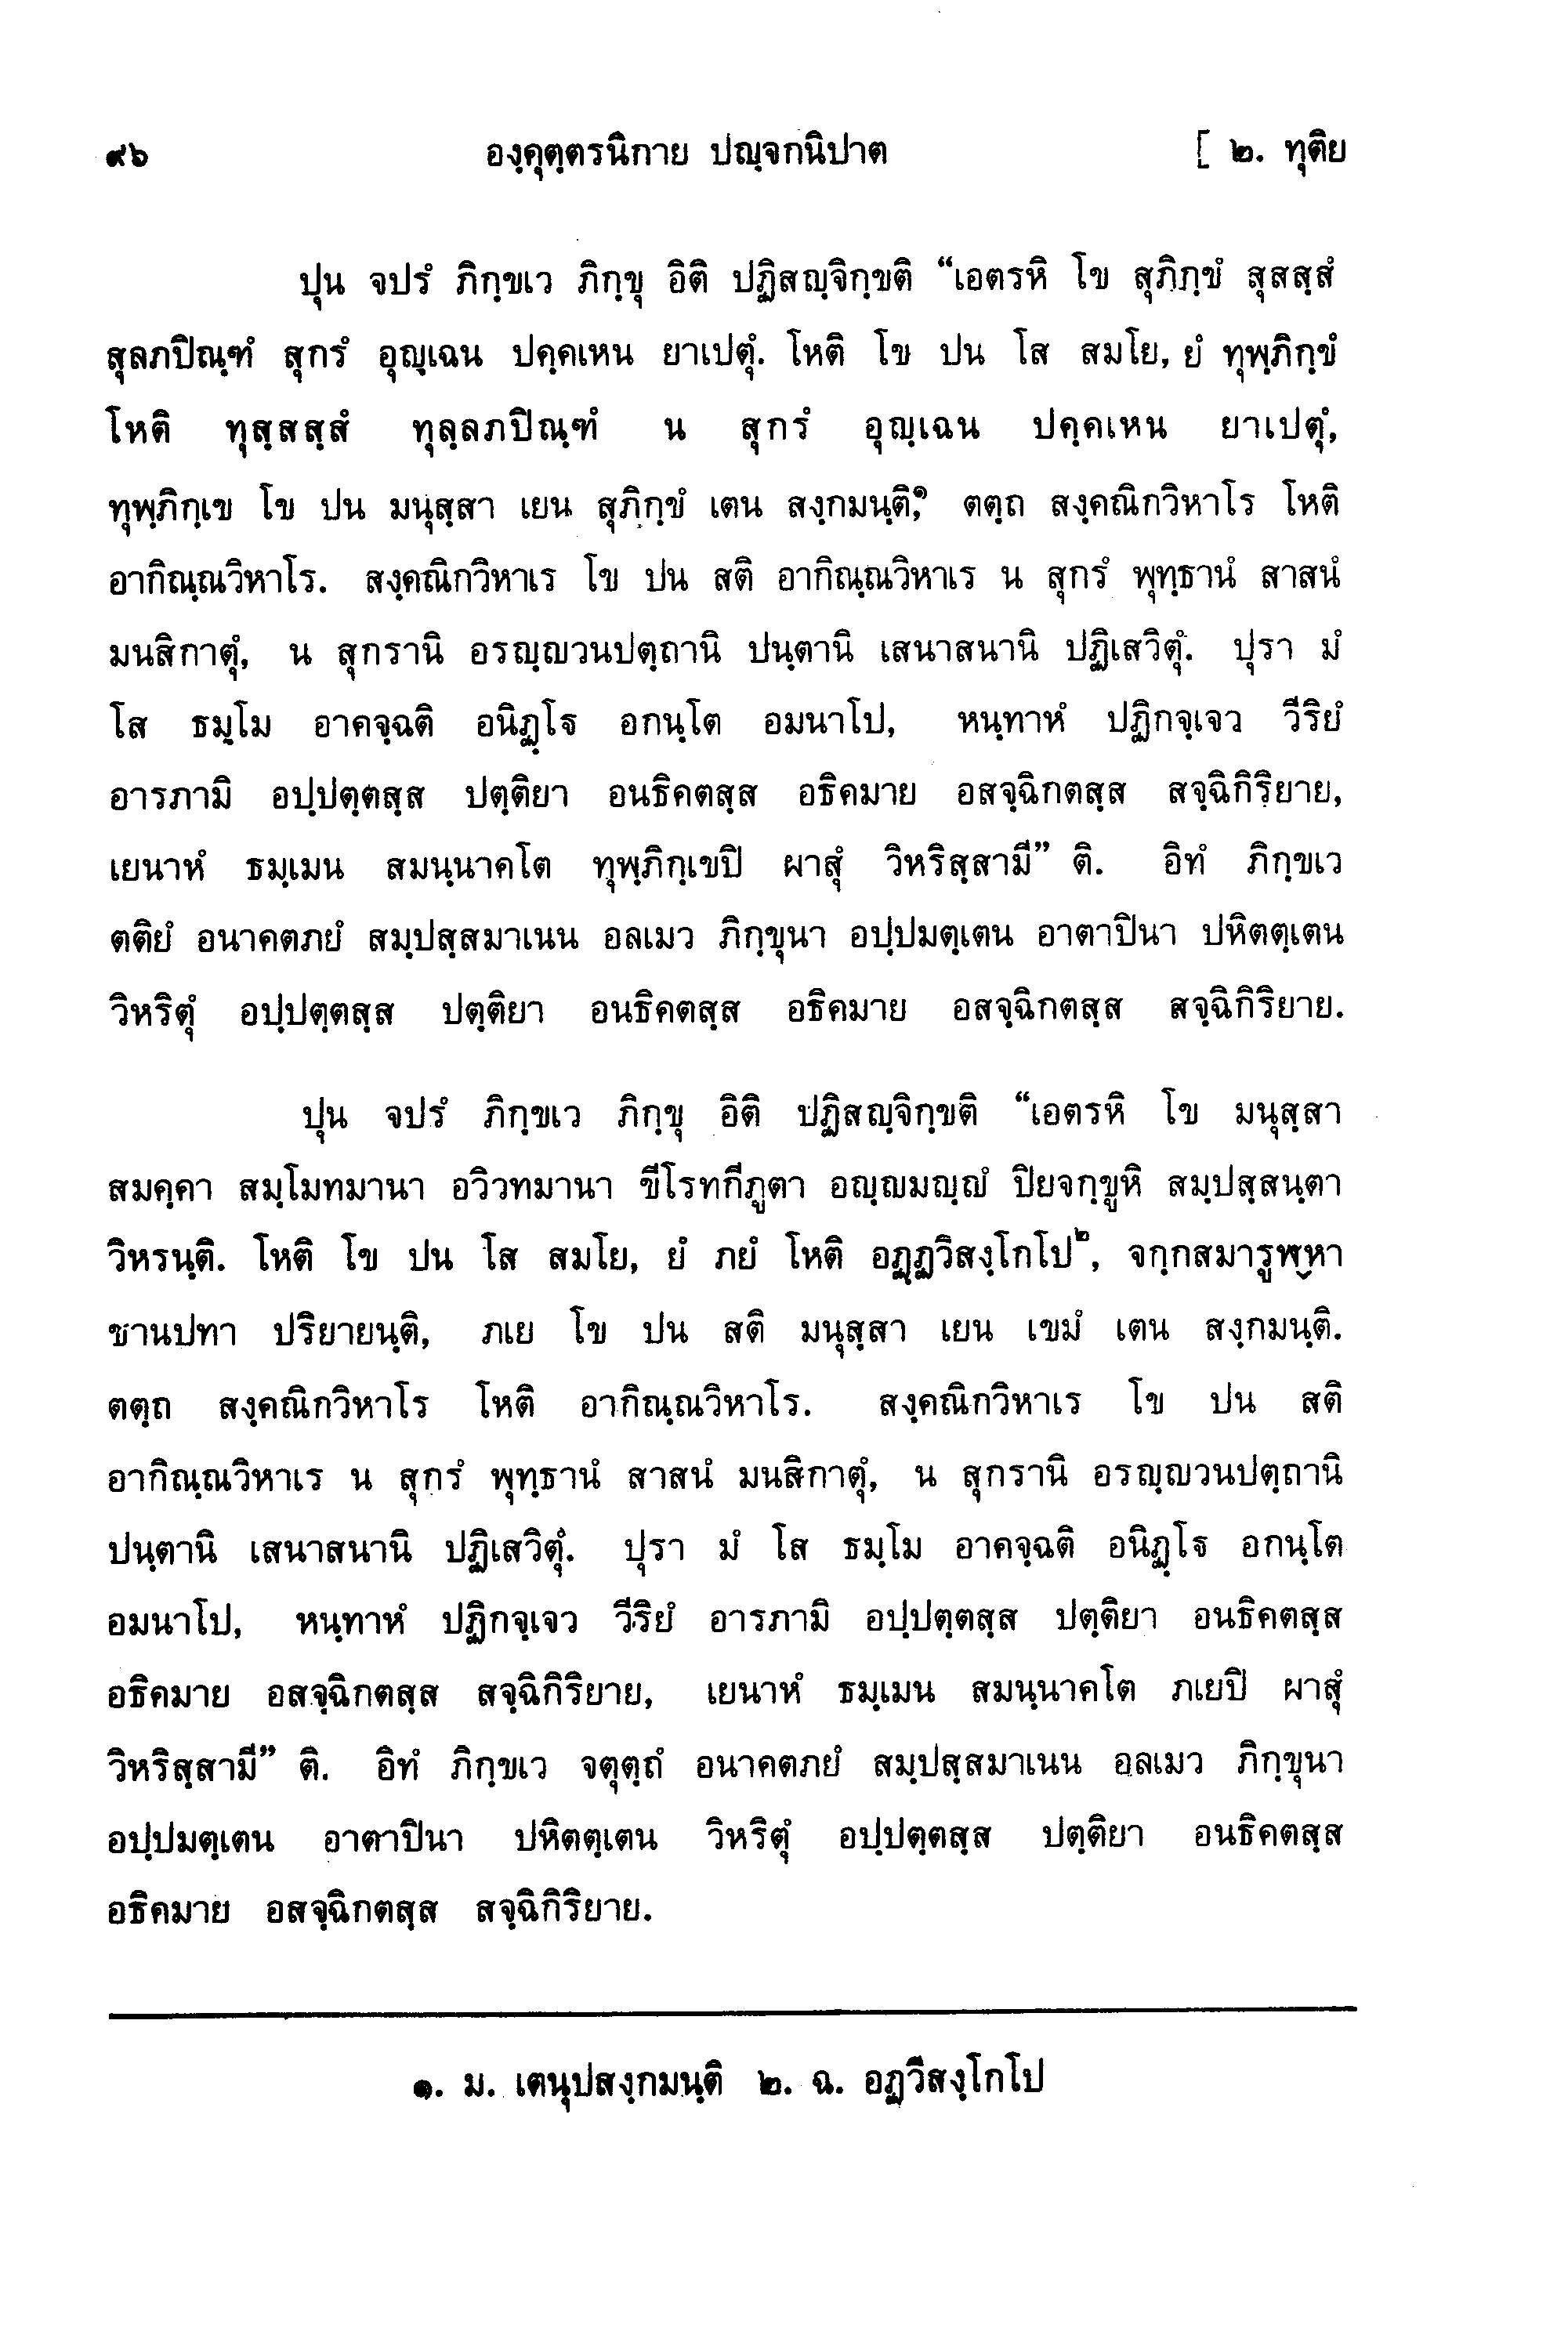 ๙๖ องฺคุตฺตรนิกาย ปญฺจกนิปาต [ ๒. ทุติย
ปุน จปรํ ภิกฺขเว ภิกฺขุ อิติ ปฏิสญฺจิกฺขติ “เอตรหิ โข สุภิกฺขํ สุสสฺสํ
สุลภปิณฺฑํ สุกรํ อุญฺเฉน ปคฺคเหน ยาเปตุํ. โหติ โข ปน โส สมโย, ยํ ทุพฺภิกฺขํ
โหติ ทุสฺสสฺสํ ทุลฺลภปิณฺฑํ น สุกรํ อุญฺเฉน ปคฺคเหน ยาเปตุํ,
ทุพฺภิกฺเข โข ปน มนุสฺสา เยน สุภิกฺขํ เตน สงฺกมนฺติ,๑ ตตฺถ สงฺคณิกวิหาโร โหติ
อากิณฺณวิหาโร. สงฺคณิกวิหาเร โข ปน สติ อากิณฺณวิหาเร น สุกรํ พุทฺธานํ สาสนํ
มนสิกาตุํ, น สุกรานิ อรญฺญวนปตฺถานิ ปนฺตานิ เสนาสนานิ ปฏิเสวิตุํ. ปุรา มํ
โส ธมฺโม อาคจฺฉติ อนิฏฺโฐ อกนฺโต อมนาโป, หนฺทาหํ ปฏิกจฺเจว วีริยํ
อารภามิ อปฺปตฺตสฺส ปตฺติยา อนธิคตสฺส อธิคมาย อสจฺฉิกตสฺส สจฺฉิกิริยาย,
เยนาหํ ธมฺเมน สมนฺนาคโต ทุพฺภิกฺเขปิ ผาสุํ วิหริสฺสามี” ติ. อิทํ ภิกฺขเว
ตติยํ อนาคตภยํ สมฺปสฺสมาเนน อลเมว ภิกฺขุนา อปฺปมตฺเตน อาตาปินา ปหิตตฺเตน
วิหริตุํ อปฺปตฺตสฺส ปตฺติยา อนธิคตสฺส อธิคมาย อสจฺฉิกตสฺส สจฺฉิกิริยาย.
ปุน จปรํ ภิกฺขเว ภิกฺขุ อิติ ปฏิสญฺจิกฺขติ “เอตรหิ โข มนุสฺสา
สมคฺคา สมฺโมทมานา อวิวทมานา ขีโรทกีภูตา อญฺญมญฺญํ ปิยจกฺขูหิ สมฺปสฺสนฺตา
วิหรนฺติ. โหติ โข ปน โส สมโย, ยํ ภยํ โหติ อฏฺฏวิสงฺโกโป๒, จกฺกสมารูฬฺหา
ชานปทา ปริยายนฺติ, ภเย โข ปน สติ มนุสฺสา เยน เขมํ เตน สงฺกมนฺติ.
ตตฺถ สงฺคณิกวิหาโร โหติ อากิณฺณวิหาโร. สงฺคณิกวิหาเร โข ปน สติ
อากิณฺณวิหาเร น สุกรํ พุทฺธานํ สาสนํ มนสิกาตุํ, น สุกรานิ อรญฺญวนปตฺถานิ
ปนฺตานิ เสนาสนานิ ปฏิเสวิตุํ. ปุรา มํ โส ธมฺโม อาคจฺฉติ อนิฏฺโฐ อกนฺโต
อมนาโป, หนฺทาหํ ปฏิกจฺเจว วีริยํ อารภามิ อปฺปตฺตสฺส ปตฺติยา อนธิคตสฺส
อธิคมาย อสจฺฉิกตสฺส สจฺฉิกิริยาย, เยนาหํ ธมฺเมน สมนฺนาคโต ภเยปิ ผาสุํ
วิหริสฺสามี” ติ. อิทํ ภิกฺขเว จตุตฺถํ อนาคตภยํ สมฺปสฺสมาเนน อลเมว ภิกฺขุนา
อปฺปมตฺเตน อาตาปินา ปหิตตฺเตน วิหริตุํ อปฺปตฺตสฺส ปตฺติยา อนธิคตสฺส
อธิคมาย อสจฺฉิกตสฺส สจฺฉิกิริยาย.
๑. ม. เตนุปสงฺกมนฺติ ๒. ฉ. อฏวีสงฺโกโป